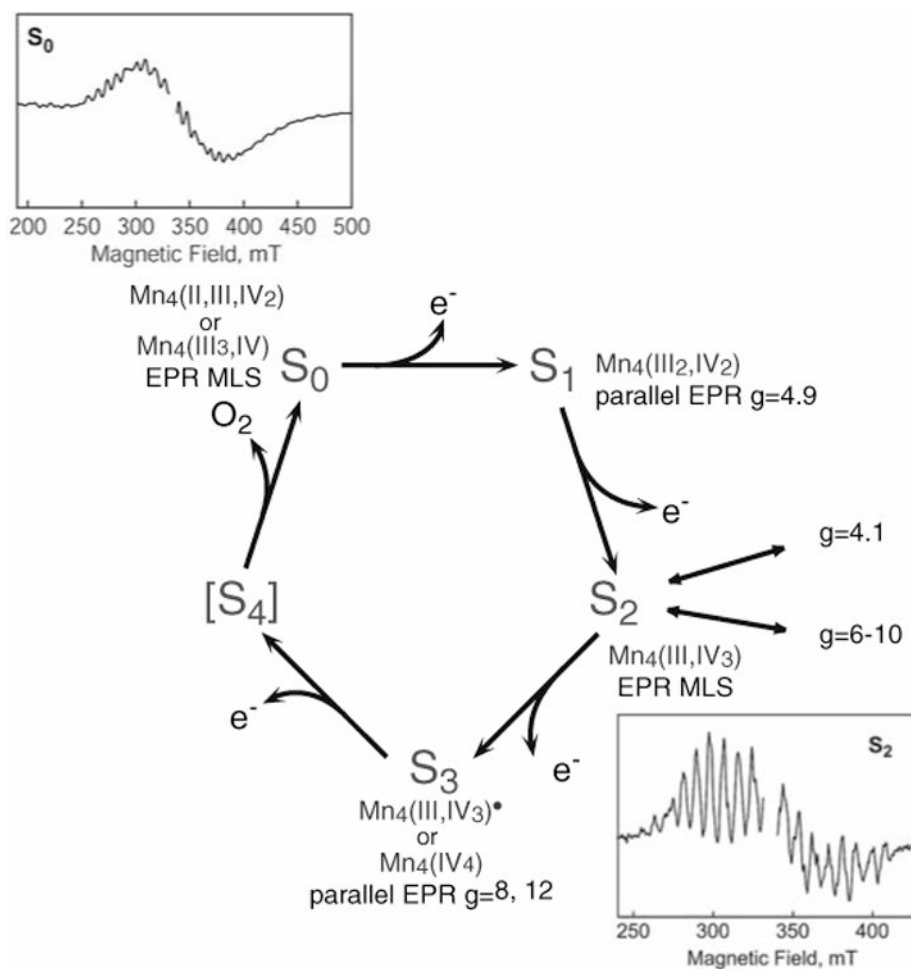 S0
200 250 300 350 400 450 500
Magnetic Field, mT
Mn4(II,III,IV2)
or
Mn4(III3,IV)
EPR MLS
S0
e-
S1
Mn4(III2,IV2)
parallel EPR g=4.9
O2
e-
g=4.1
[S4]
S2
g=6-10
Mn4(III,IV3)
EPR MLS
e-
S3
e-
Mn4(III,IV3)•
or
Mn4(IV4)
parallel EPR g=8, 12
S2
250 300 350 400
Magnetic Field, mT